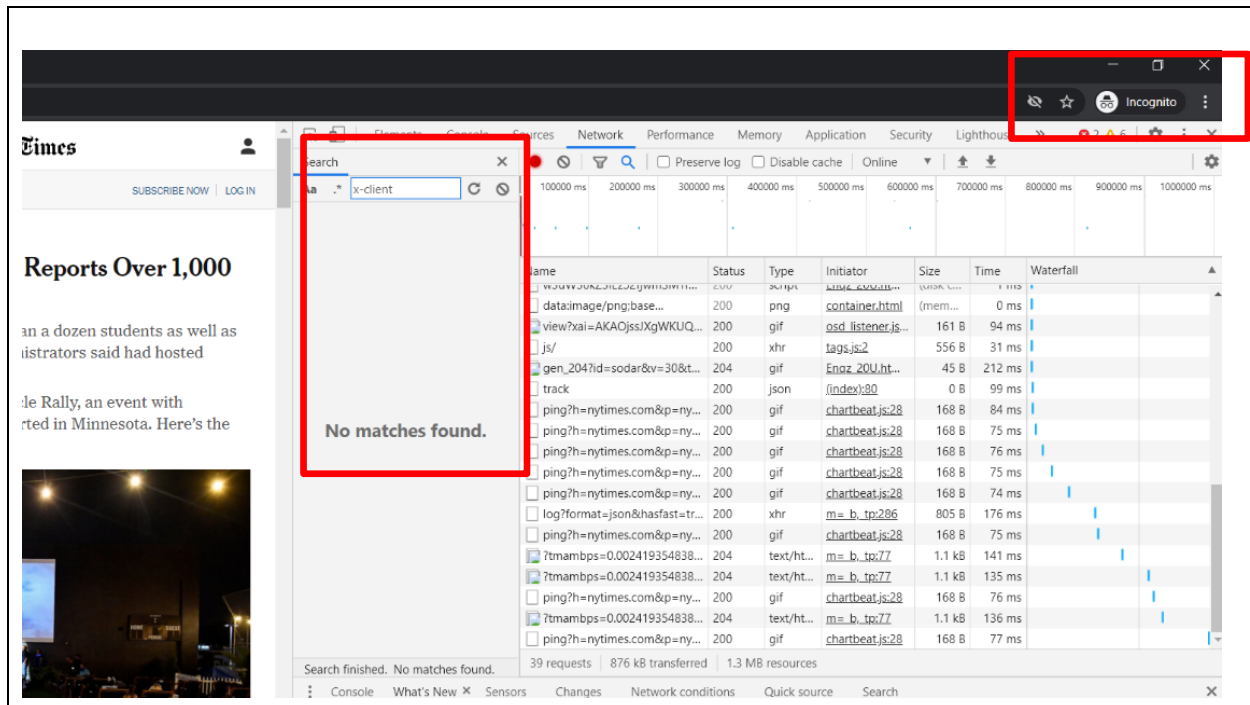 Incognito
Times
SUBSCRIBE NOW LOG IN
Reports Over 1,000
an a dozen students as well as
istrators said had hosted
cle Rally, an event with
rted in Minnesota. Here's the
Elements Console Sources Network Performance Memory Application Security Lighthous » 2 6
Search
Preserve log Disable cache Online
Aa .* x-client
No matches found.
Search finished. No matches found.
100000 ms 200000 ms 300000 ms 400000 ms 500000 ms 600000 ms 700000 ms 800000 ms 900000 ms 1000000 ms
Name Status Type Initiator Size Time Waterfall
200 script 1 ms
data:image/png;base... 200 png container.html (mem... 0 ms
view?xai=AKAOjssJXgWKUQ... 200 gif osd_listener.js... 161 B 94 ms
js/ 200 xhr tags.js:2 556 B 31 ms
gen_204?id=sodar&v=30&t... 204 gif Enqz_20U.ht... 45 B 212 ms
track 200 json (index):80 0 B 99 ms
ping?h=nytimes.com&p=ny... 200 gif chartbeat.js:28 168 B 84 ms
ping?h=nytimes.com&p=ny... 200 gif chartbeat.js:28 168 B 75 ms
ping?h=nytimes.com&p=ny... 200 gif chartbeat.js:28 168 B 76 ms
ping?h=nytimes.com&p=ny... 200 gif chartbeat.js:28 168 B 75 ms
ping?h=nytimes.com&p=ny... 200 gif chartbeat.js:28 168 B 74 ms
log?format=json&hasfast=tr... 200 xhr m=_b,_tp:286 805 B 176 ms
ping?h=nytimes.com&p=ny... 200 gif chartbeat.js:28 168 B 75 ms
?tmambps=0.002419354838... 204 text/ht... m=_b,_tp:77 1.1 kB 141 ms
?tmambps=0.002419354838... 204 text/ht... m=_b,_tp:77 1.1 kB 135 ms
ping?h=nytimes.com&p=ny... 200 gif chartbeat.js:28 168 B 76 ms
?tmambps=0.002419354838... 204 text/ht... m=_b,_tp:77 1.1 kB 136 ms
ping?h=nytimes.com&p=ny... 200 gif chartbeat.js:28 168 B 77 ms
39 requests 876 kB transferred 1.3 MB resources
Console What's New × Sensors Changes Network conditions Quick source Search